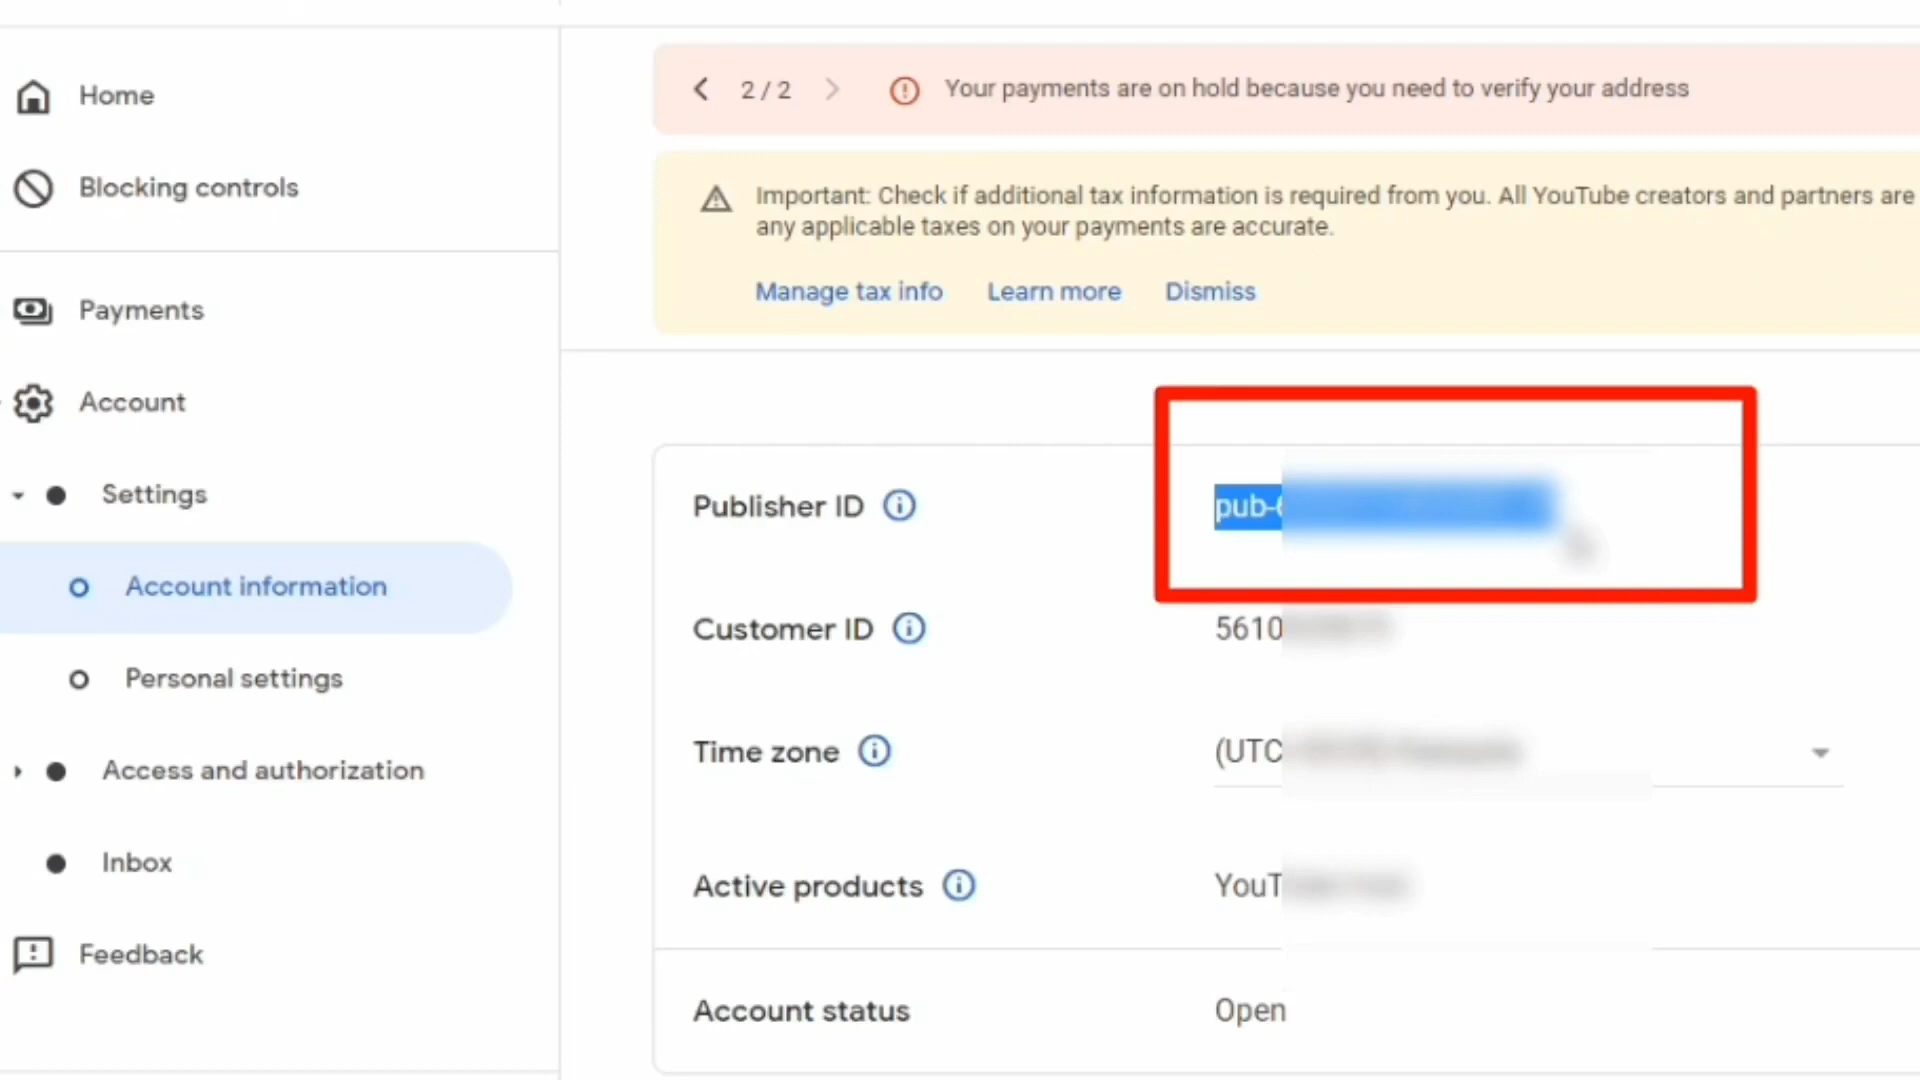 Home
Blocking controls
Payments
Account
Settings
Account information
Personal settings
Access and authorization
Inbox
Feedback
2 / 2
Your payments are on hold because you need to verify your address
Important: Check if additional tax information is required from you. All YouTube creators and partners are
any applicable taxes on your payments are accurate.
Manage tax info Learn more Dismiss
Publisher ID pub-
Customer ID 5610
Time zone (UTC
Active products YouT
Account status Open